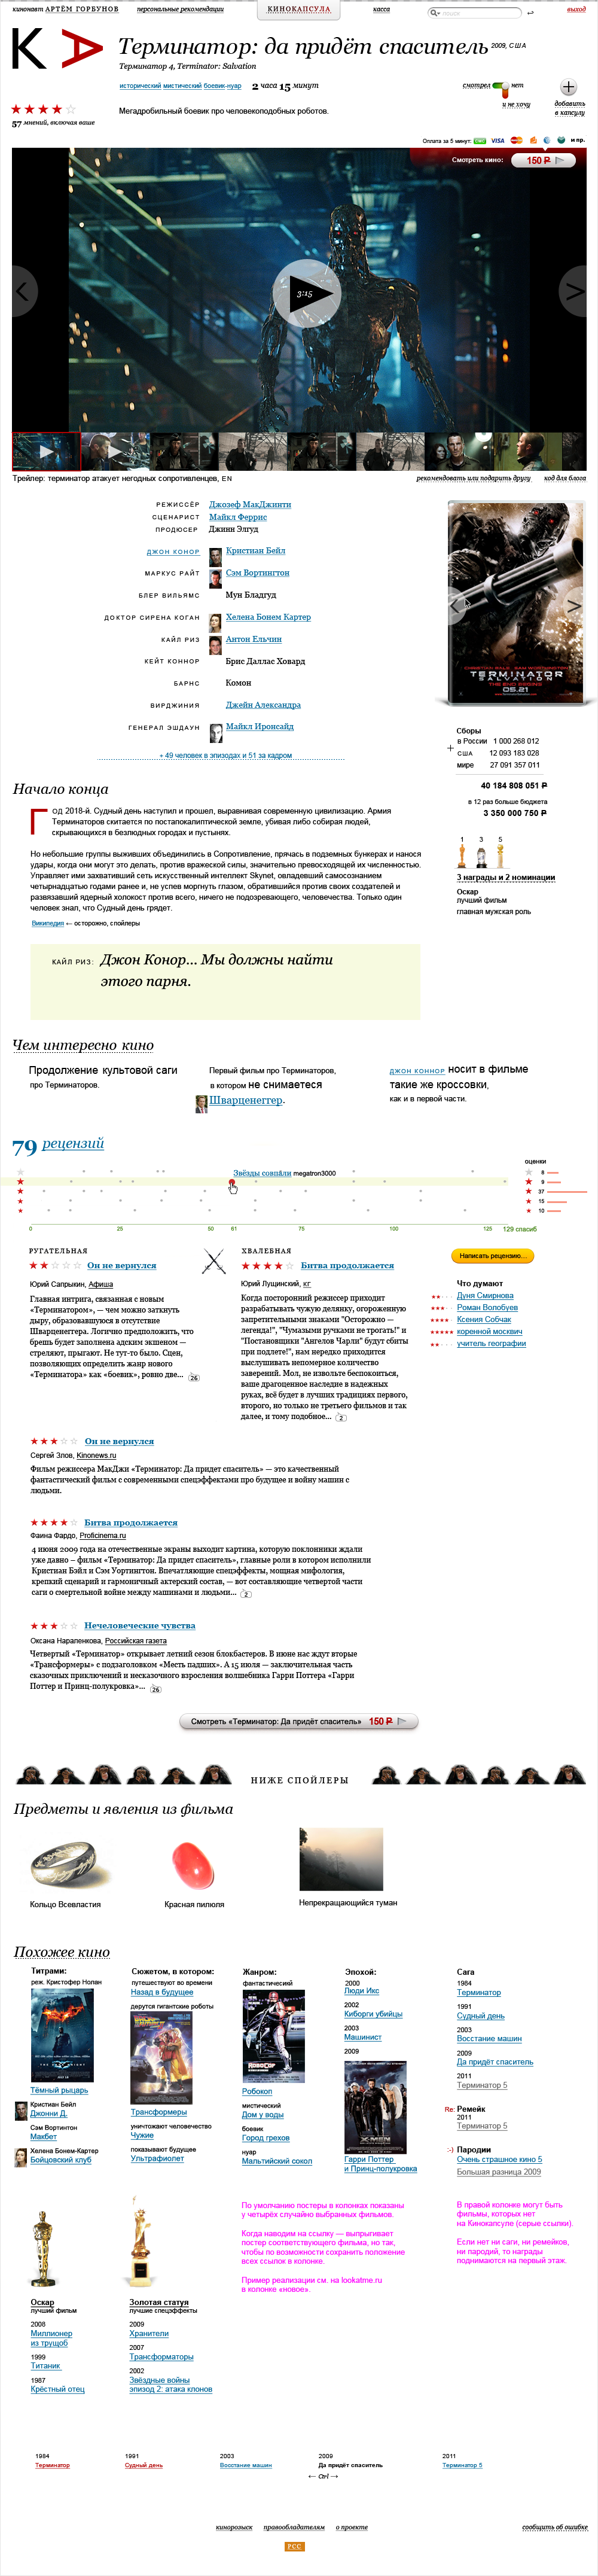 кинонавт АРТЁМ ГОРБУНОВ персональные рекомендации КИНОКАПСУЛА касса поиск выход
КА
Терминатор: да придёт спаситель 2009, США
Терминатор 4, Terminator: Salvation
исторический мистический боевик-нуар 2 часа 15 минут
смотрел нет
и не хочу
добавить
в капсулу
57 мнений, включая ваше
Мегадробильный боевик про человекоподобных роботов.
Оплата за 5 минут: VISA и пр.
Смотреть кино: 150 Р
3:15
Трейлер: терминатор атакует негодных сопротивленцев, EN
рекомендовать или подарить другу код для блога
РЕЖИССЁР Джозеф МакДжинти
СЦЕНАРИСТ Майкл Феррис
ПРОДЮСЕР Джини Элгуд
ДЖОН КОНОР Кристиан Бейл
МАРКУС РАЙТ Сэм Вортингтон
БЛЕР ВИЛЬЯМС Мун Бладгуд
ДОКТОР СИРЕНА КОГАН Хелена Бонем Картер
КАЙЛ РИЗ Антон Ельчин
КЕЙТ КОННОР Брис Даллас Ховард
БАРНС Комон
ВИРДЖИНИЯ Джейн Александра
ГЕНЕРАЛ ЭШДАУН Майкл Иронсайд
+ 49 человек в эпизодах и 51 за кадром
TERMINATOR
SALVATION
THE END BEGINS
05.21
Сборы
в России 1 000 268 012
США 12 093 183 028
мире 27 091 357 011
40 184 808 051 Р
в 12 раз больше бюджета
3 350 000 750 Р
1 3 5
3 награды и 2 номинации
Оскар
лучший фильм
главная мужская роль
Начало конца
ГОД 2018-й. Судный день наступил и прошел, выравнивая современную цивилизацию. Армия
Терминаторов скитается по постапокалиптической земле, убивая либо собирая людей,
скрывающихся в безлюдных городах и пустынях.
Но небольшие группы выживших объединились в Сопротивление, прячась в подземных бункерах и нанося
удары, когда они могут это делать, против вражеской силы, значительно превосходящей их численностью.
Управляет ими захвативший сеть искусственный интеллект Skynet, овладевший самосознанием
четырнадцатью годами ранее и, не успев моргнуть глазом, обратившийся против своих создателей и
развязавший ядерный холокост против всего, ничего не подозревающего, человечества. Только один
человек знал, что Судный день грядет.
Википедия ← осторожно, спойлеры
КАЙЛ РИЗ: Джон Конор... Мы должны найти
этого парня.
Чем интересно кино
Продолжение культовой саги
про Терминаторов.
Первый фильм про Терминаторов,
в котором не снимаетеся
Шварценеггер.
ДЖОН КОННОР носит в фильме
такие же кроссовки,
как и в первой части.
79 рецензий
оценки
Звёзды совпали megatron3000
8
9
37
15
10
0 25 50 61 75 100 125 129 спасиб
РУГАТЕЛЬНАЯ
Он не вернулся
Юрий Сапрыкин, Афиша
Главная интрига, связанная с новым
«Терминатором», — чем можно заткнуть
дыру, образовавшуюся в отсутствие
Шварценегера. Логично предположить, что
брешь будет заполнена адским экшеном —
стреляют, прыгают. Не тут-то было. Сцен,
позволяющих определить жанр нового
«Терминатора» как «боевик», ровно две... 26
ХВАЛЕБНАЯ
Битва продолжается
Юрий Лущинский, кг
Когда посторонний режиссер приходит
разрабатывать чужую делянку, огороженную
запретительными знаками "Осторожно —
легенда!", "Чумазыми ручками не трогать!" и
"Постановщики "Ангелов Чарли" будут сбиты
при подлете!", нам нередко приходится
выслушивать непомерное количество
заверений. Мол, не извольте беспокоиться,
ваше драгоценное наследие в надежных
руках, всё будет в лучших традициях первого,
второго, но только не третьего фильмов и так
далее, и тому подобное... 2
Написать рецензию...
Что думают
Дуня Смирнова
Роман Волобуев
Ксения Собчак
коренной москвич
учитель географии
Он не вернулся
Сергей Злов, Kinonews.ru
Фильм режиссера МакДжи «Терминатор: Да придет спаситель» — это качественный
фантастический фильм с современными спецэффектами про будущее и войну машин с
людьми.
Битва продолжается
Фаина Фардо, Proficinema.ru
4 июня 2009 года на отечественные экраны выходит картина, которую поклонники ждали
уже давно – фильм «Терминатор: Да придет спаситель», главные роли в котором исполнили
Кристиан Бэйл и Сэм Уортингтон. Впечатляющие спецэффекты, мощная мифология,
крепкий сценарий и гармоничный актерский состав, — вот составляющие четвертой части
саги о смертельной войне между машинами и людьми... 2
Нечеловеческие чувства
Оксана Нараленкова, Российская газета
Четвертый «Терминатор» открывает летний сезон блокбастеров. В июне нас ждут вторые
«Трансформеры» с подзаголовком «Месть падших». А 15 июля — заключительная часть
сказочных приключений и несказочного взросления волшебника Гарри Поттера «Гарри
Поттер и Принц-полукровка»... 26
Смотреть «Терминатор: Да придёт спаситель» 150 Р
НИЖЕ СПОЙЛЕРЫ
Предметы и явления из фильма
Кольцо Всевластия
Красная пилюля
Непрекращающийся туман
Похожее кино
Титрами:
реж. Кристофер Нолан
Тёмный рыцарь
Кристиан Бейл
Джонни Д.
Сэм Вортинтон
Макбет
Хелена Бонем-Картер
Бойцовский клуб
Сюжетом, в котором:
путешествуют во времени
Назад в будущее
дерутся гигантские роботы
Трансформеры
уничтожают человечество
Чужие
показывают будущее
Ультрафиолет
Жанром:
фантастический
ROBOCOP
Робокоп
мистический
Дом у воды
боевик
Город грехов
нуар
Мальтийский сокол
Эпохой:
2000
Люди Икс
2002
Киборги убийцы
2003
Машинист
2009
X-MEN
Гарри Поттер
и Принц-полукровка
Сага
1984
Терминатор
1991
Судный день
2003
Восстание машин
2009
Да придёт спаситель
2011
Терминатор 5
Re: Ремейк
2011
Терминатор 5
:-) Пародии
Очень страшное кино 5
Большая разница 2009
Оскар
лучший фильм
2008
Миллионер
из трущоб
1999
Титаник
1987
Крёстный отец
Золотая статуя
лучшие спецэффекты
2009
Хранители
2007
Трансформаторы
2002
Звёздные войны
эпизод 2: атака клонов
По умолчанию постеры в колонках показаны
у четырёх случайно выбранных фильмов.
Когда наводим на ссылку — выпрыгивает
постер соответствующего фильма, но так,
чтобы по возможности сохранить положение
всех ссылок в колонке.
Пример реализации см. на lookatme.ru
в колонке «новое».
В правой колонке могут быть
фильмы, которых нет
на Кинокапсуле (серые ссылки).
Если нет ни саги, ни ремейков,
ни пародий, то награды
поднимаются на первый этаж.
1984 1991 2003 2009 2011
Терминатор Судный день Восстание машин Да придёт спаситель Терминатор 5
← Ctrl →
кинорозыск правообладателям о проекте сообщить об ошибке
РСС